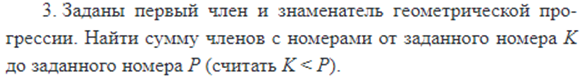 3. Заданы первый член и знаменатель геометрической про-
грессии. Найти сумму членов с номерами от заданного номера K
до заданного номера P (считать K < P).